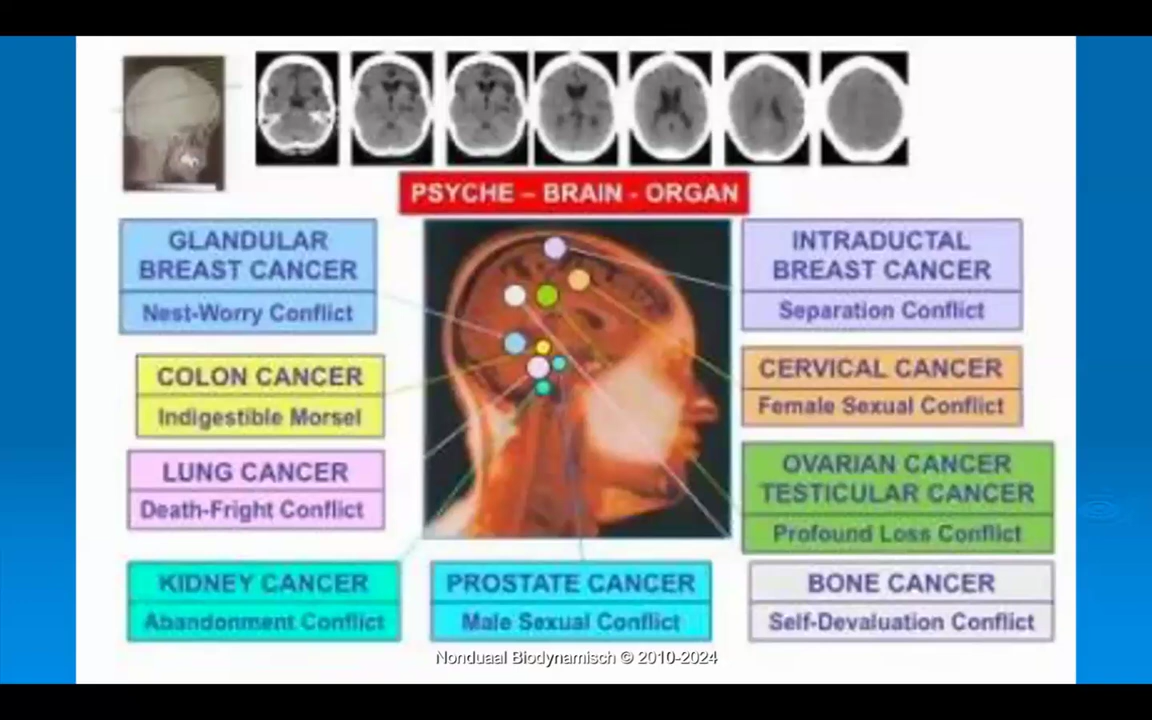 PSYCHE – BRAIN - ORGAN
GLANDULAR
BREAST CANCER
Nest-Worry Conflict
COLON CANCER
Indigestible Morsel
LUNG CANCER
Death-Fright Conflict
KIDNEY CANCER
Abandonment Conflict
PROSTATE CANCER
Male Sexual Conflict
INTRADUCTAL
BREAST CANCER
Separation Conflict
CERVICAL CANCER
Female Sexual Conflict
OVARIAN CANCER
TESTICULAR CANCER
Profound Loss Conflict
BONE CANCER
Self-Devaluation Conflict
Nonduaal Biodynamisch © 2010-2024